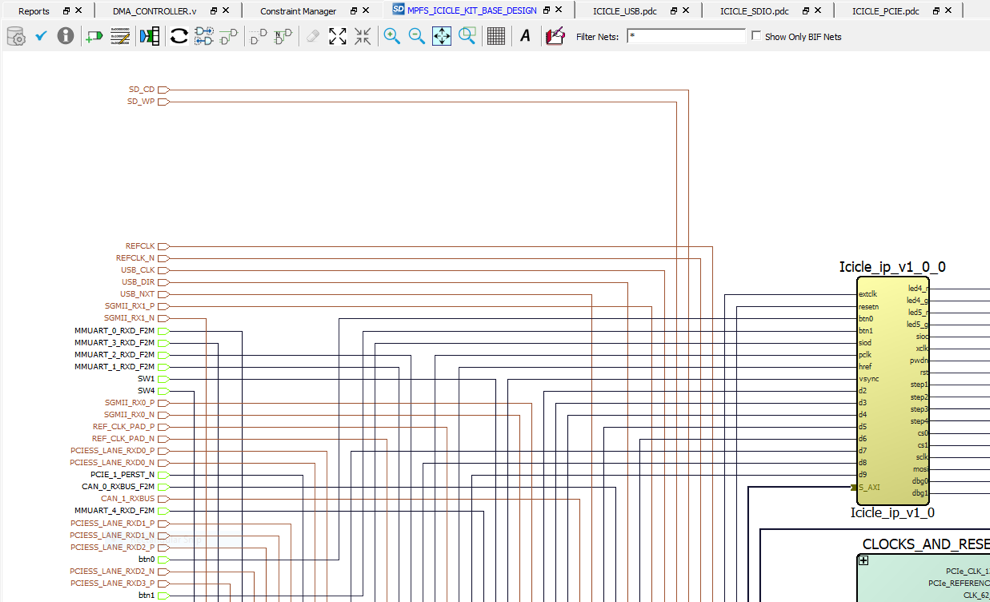 Reports DMA_CONTROLLER.v Constraint Manager SD MPFS_ICICLE_KIT_BASE_DESIGN ICICLE_USB.pdc ICICLE_SDIO.pdc ICICLE_PCIE.pdc
A Filter Nets: * Show Only BIF Nets
SD_CD
SD_WP
REFCLK
REFCLK_N
USB_CLK
USB_DIR
USB_NXT
SGMII_RX1_P
SGMII_RX1_N
MMUART_0_RXD_F2M
MMUART_3_RXD_F2M
MMUART_2_RXD_F2M
MMUART_1_RXD_F2M
SW1
SW4
SGMII_RX0_P
SGMII_RX0_N
REF_CLK_PAD_P
REF_CLK_PAD_N
PCIESS_LANE_RXD0_P
PCIESS_LANE_RXD0_N
PCIE_1_PERST_N
CAN_0_RXBUS_F2M
CAN_1_RXBUS
MMUART_4_RXD_F2M
PCIESS_LANE_RXD1_P
PCIESS_LANE_RXD1_N
PCIESS_LANE_RXD2_P
btn0
PCIESS_LANE_RXD2_N
PCIESS_LANE_RXD3_P
btn1
Icicle_ip_v1_0_0
extclk
resetn
btn0
btn1
siod
pclk
href
vsync
d2
d3
d4
d5
d6
d7
d8
d9
S_AXI
led4_r
led4_g
led5_r
led5_g
sioc
xclk
pwdn
rst
step1
step2
step3
step4
cs0
cs1
sclk
mosi
dbg0
dbg1
Icicle_ip_v1_0
CLOCKS_AND_RESE
PCIe_CLK_1
PCIe_REFERENC
CLK_62